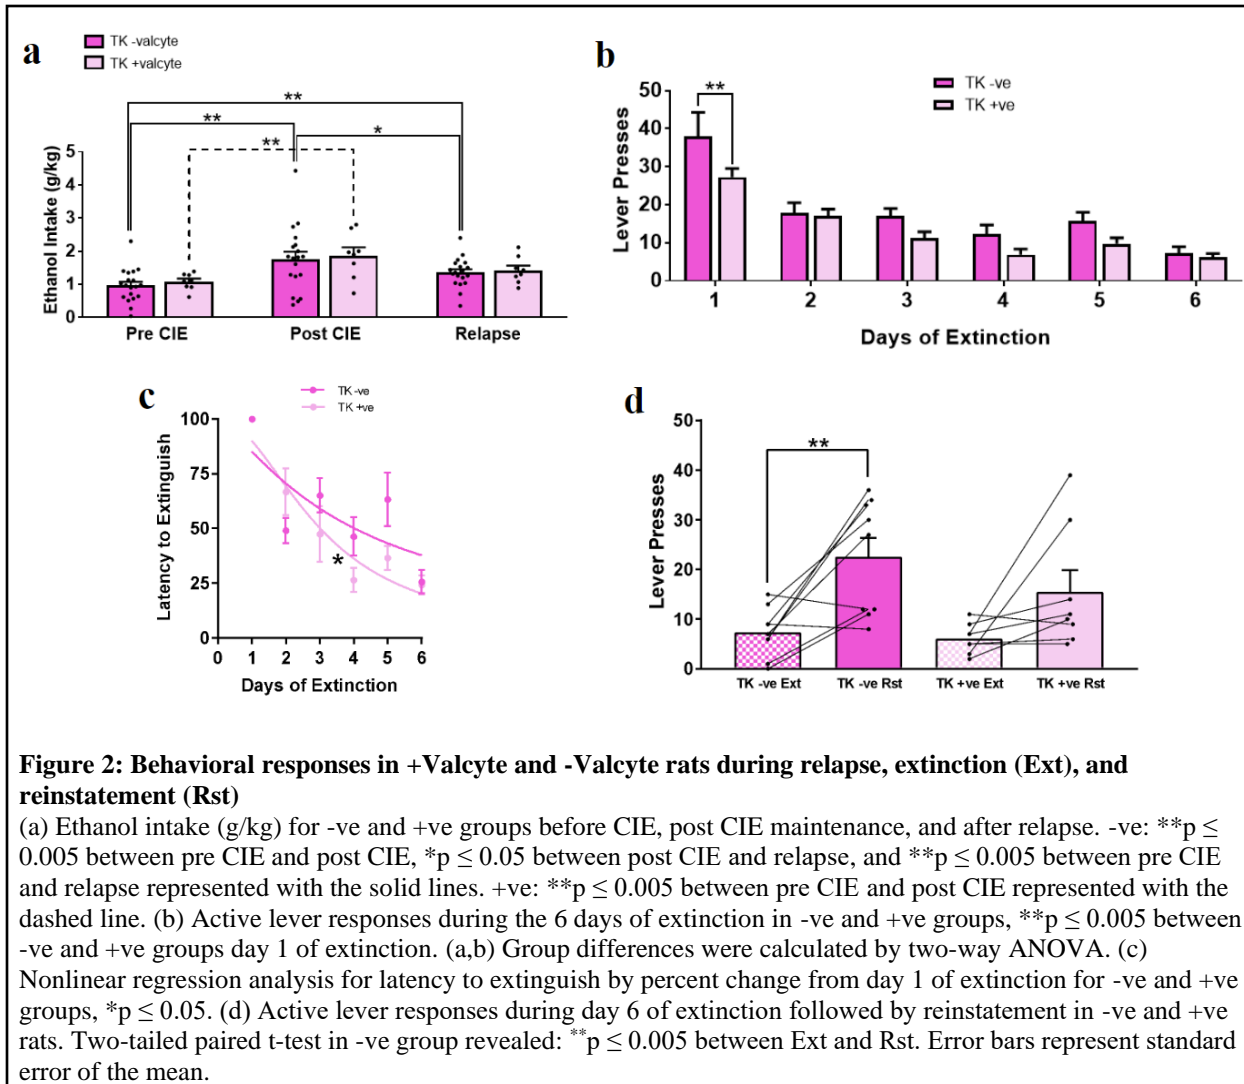 a
TK -valcyte
TK +valcyte
**
**
*
**
Ethanol Intake (g/kg)
5
4
3
2
1
0
Pre CIE
Post CIE
Relapse
b
TK -ve
TK +ve
**
Lever Presses
50
40
30
20
10
0
1
2
3
4
5
6
Days of Extinction
c
TK -ve
TK +ve
Latency to Extinguish
100
75
50
25
0
*
0
1
2
3
4
5
6
Days of Extinction
d
**
Lever Presses
50
40
30
20
10
0
TK -ve Ext
TK -ve Rst
TK +ve Ext
TK +ve Rst
Figure 2: Behavioral responses in +Valcyte and -Valcyte rats during relapse, extinction (Ext), and
reinstatement (Rst)
(a) Ethanol intake (g/kg) for -ve and +ve groups before CIE, post CIE maintenance, and after relapse. -ve: **p ≤
0.005 between pre CIE and post CIE, *p ≤ 0.05 between post CIE and relapse, and **p ≤ 0.005 between pre CIE
and relapse represented with the solid lines. +ve: **p ≤ 0.005 between pre CIE and post CIE represented with the
dashed line. (b) Active lever responses during the 6 days of extinction in -ve and +ve groups, **p ≤ 0.005 between
-ve and +ve groups day 1 of extinction. (a,b) Group differences were calculated by two-way ANOVA. (c)
Nonlinear regression analysis for latency to extinguish by percent change from day 1 of extinction for -ve and +ve
groups, *p ≤ 0.05. (d) Active lever responses during day 6 of extinction followed by reinstatement in -ve and +ve
rats. Two-tailed paired t-test in -ve group revealed: **p ≤ 0.005 between Ext and Rst. Error bars represent standard
error of the mean.